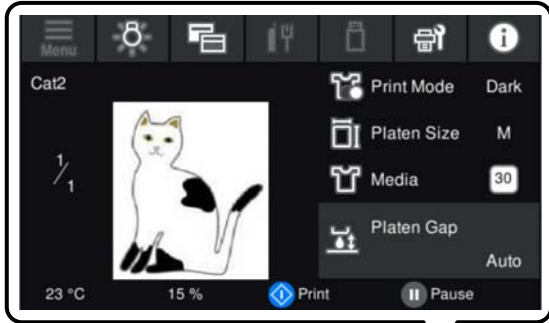 Menu
Cat2
1/1
Print Mode Dark
Platen Size M
Media 30
Platen Gap
Auto
23 °C 15 % Print Pause